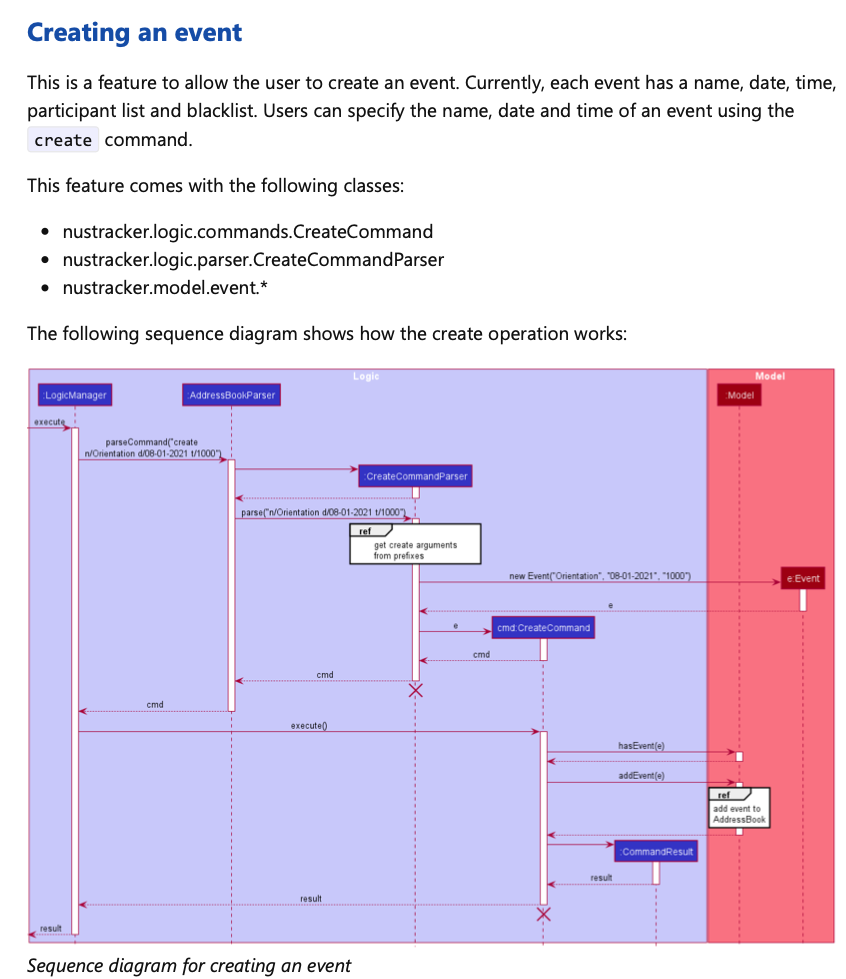 Creating an event
This is a feature to allow the user to create an event. Currently, each event has a name, date, time,
participant list and blacklist. Users can specify the name, date and time of an event using the
create command.
This feature comes with the following classes:
nustracker.logic.commands.CreateCommand
nustracker.logic.parser.CreateCommandParser
nustracker.model.event.*
The following sequence diagram shows how the create operation works:
Logic
Model
:LogicManager
:AddressBookParser
:Model
execute
parseCommand("create
n/Orientation d/08-01-2021 t/1000")
:CreateCommandParser
parse("n/Orientation d/08-01-2021 t/1000")
ref
get create arguments
from prefixes
new Event("Orientation", "08-01-2021", "1000")
e:Event
e
e
cmd:CreateCommand
cmd
cmd
cmd
execute()
hasEvent(e)
addEvent(e)
ref
add event to
AddressBook
:CommandResult
result
result
result
Sequence diagram for creating an event